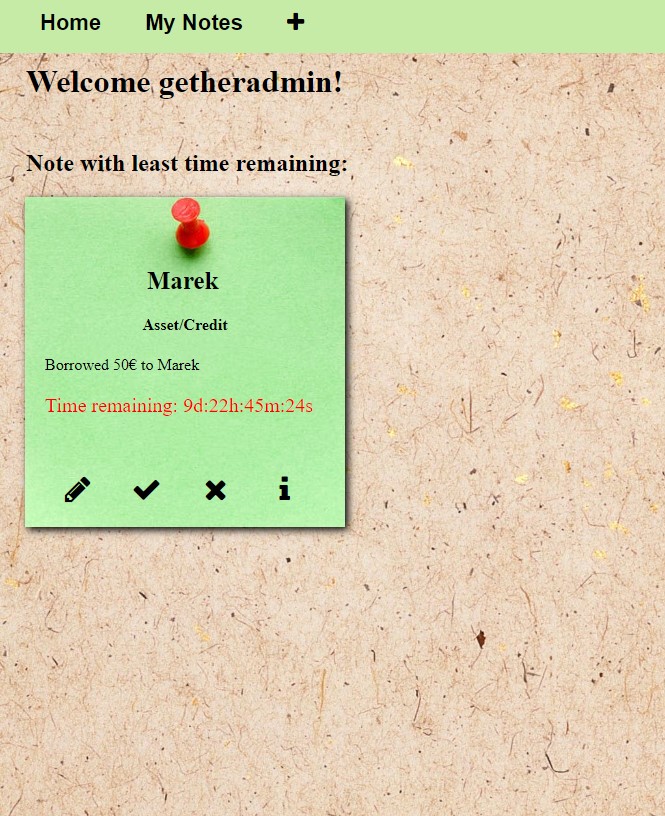 Home My Notes
Welcome getheradmin!
Note with least time remaining:
Marek
Asset/Credit
Borrowed 50€ to Marek
Time remaining: 9d:22h:45m:24s